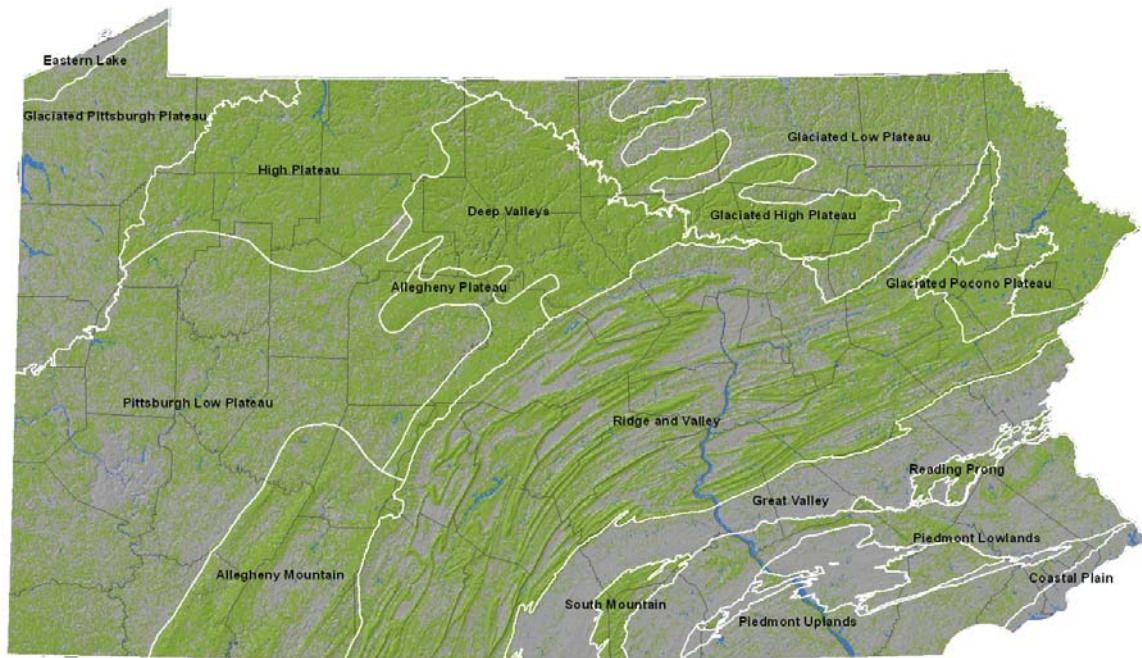 Eastern Lake
Glaciated Pittsburgh Plateau
Glaciated Low Plateau
High Plateau
Deep Valleys
Glaciated High Plateau
Allegheny Plateau
Glaciated Pocono Plateau
Pittsburgh Low Plateau
Ridge and Valley
Reading Prong
Great Valley
Piedmont Lowlands
Allegheny Mountain
Coastal Plain
South Mountain
Piedmont Uplands